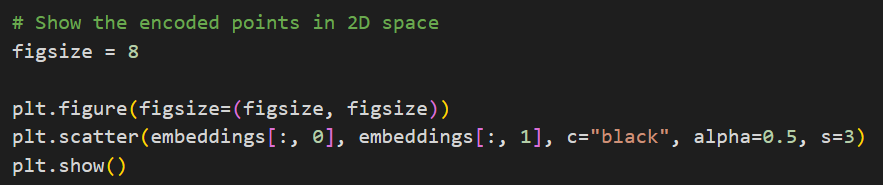 # Show the encoded points in 2D space
figsize = 8
plt.figure(figsize=(figsize, figsize))
plt.scatter(embeddings[:, 0], embeddings[:, 1], c="black", alpha=0.5, s=3)
plt.show()